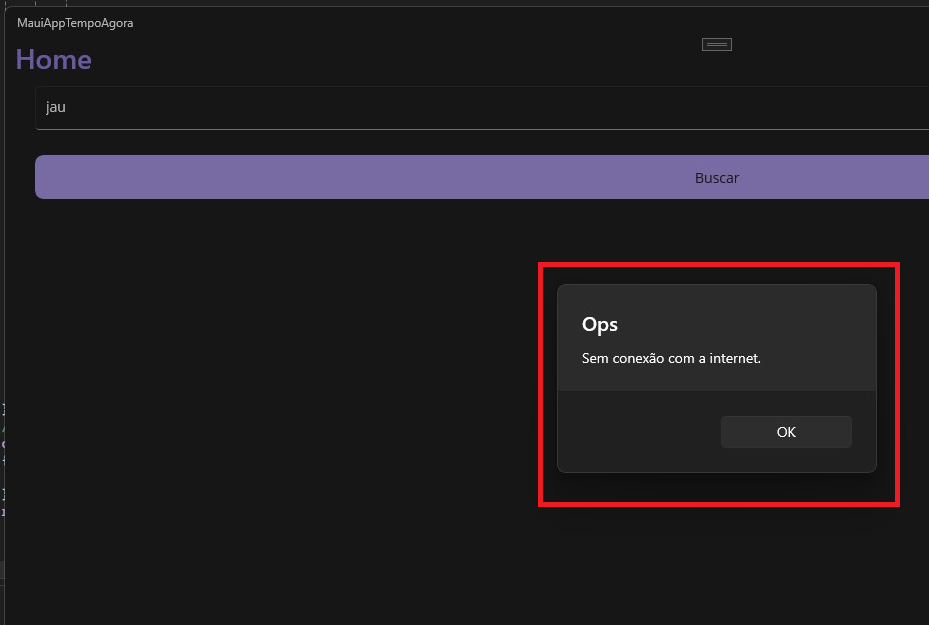 MauiAppTempoAgora
Home
jau
Buscar
Ops
Sem conexão com a internet.
OK